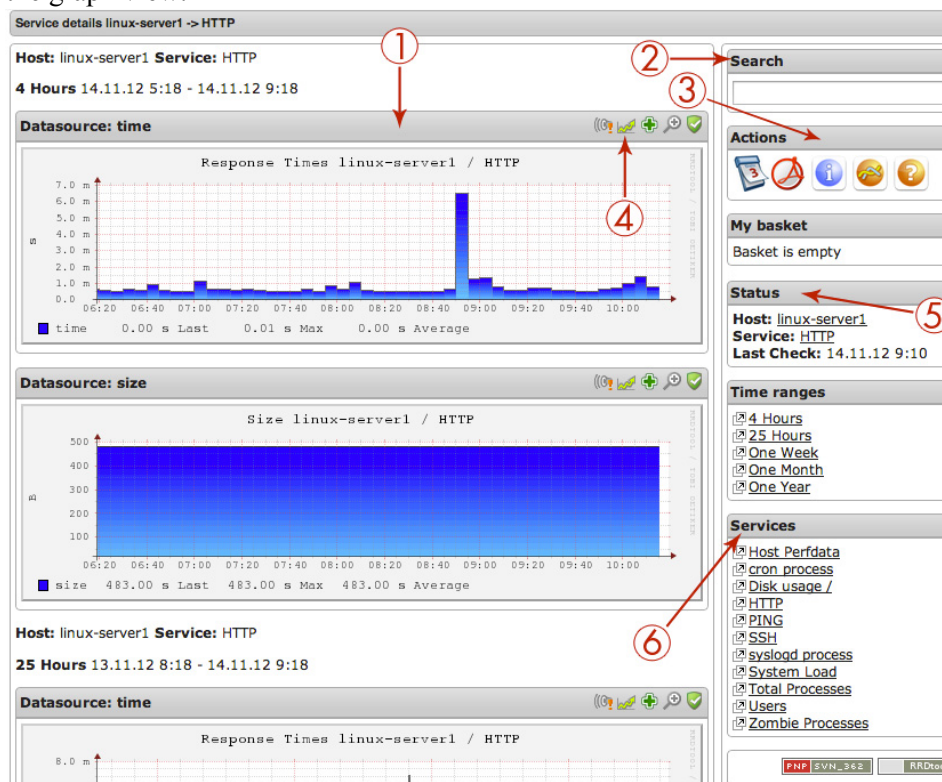 Service details linux-server1 -> HTTP
Host: linux-server1 Service: HTTP
4 Hours 14.11.12 5:18 - 14.11.12 9:18
1
Datasource: time
4
Response Times linux-server1 / HTTP
RRDTOOL / TOBI OETIKER
s
7.0 m
6.0 m
5.0 m
4.0 m
3.0 m
2.0 m
1.0 m
0.0
06:20 06:40 07:00 07:20 07:40 08:00 08:20 08:40 09:00 09:20 09:40 10:00
time 0.00 s Last 0.01 s Max 0.00 s Average
Datasource: size
Size linux-server1 / HTTP
RRDTOOL / TOBI OETIKER
B
500
400
300
200
100
06:20 06:40 07:00 07:20 07:40 08:00 08:20 08:40 09:00 09:20 09:40 10:00
size 483.00 s Last 483.00 s Max 483.00 s Average
Host: linux-server1 Service: HTTP
25 Hours 13.11.12 8:18 - 14.11.12 9:18
Datasource: time
Response Times linux-server1 / HTTP
8.0 m
2
Search
3
Actions
3
i
?
My basket
Basket is empty
Status
5
Host: linux-server1
Service: HTTP
Last Check: 14.11.12 9:10
Time ranges
4 Hours
25 Hours
One Week
One Month
One Year
Services
6
Host Perfdata
cron process
Disk usage /
HTTP
PING
SSH
syslogd process
System Load
Total Processes
Users
Zombie Processes
PNP SVN_362